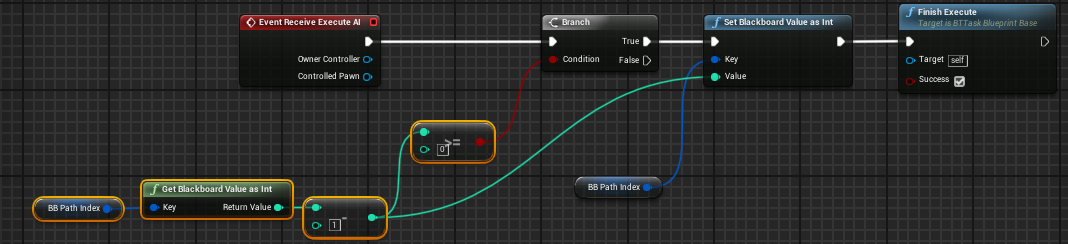 Event Receive Execute AI
Owner Controller
Controlled Pawn
Branch
True
Condition
False
Set Blackboard Value as Int
Key
Value
Finish Execute
Target is BTTask Blueprint Base
Target self
Success
>=
0
BB Path Index
Get Blackboard Value as Int
Key
Return Value
-
1
BB Path Index